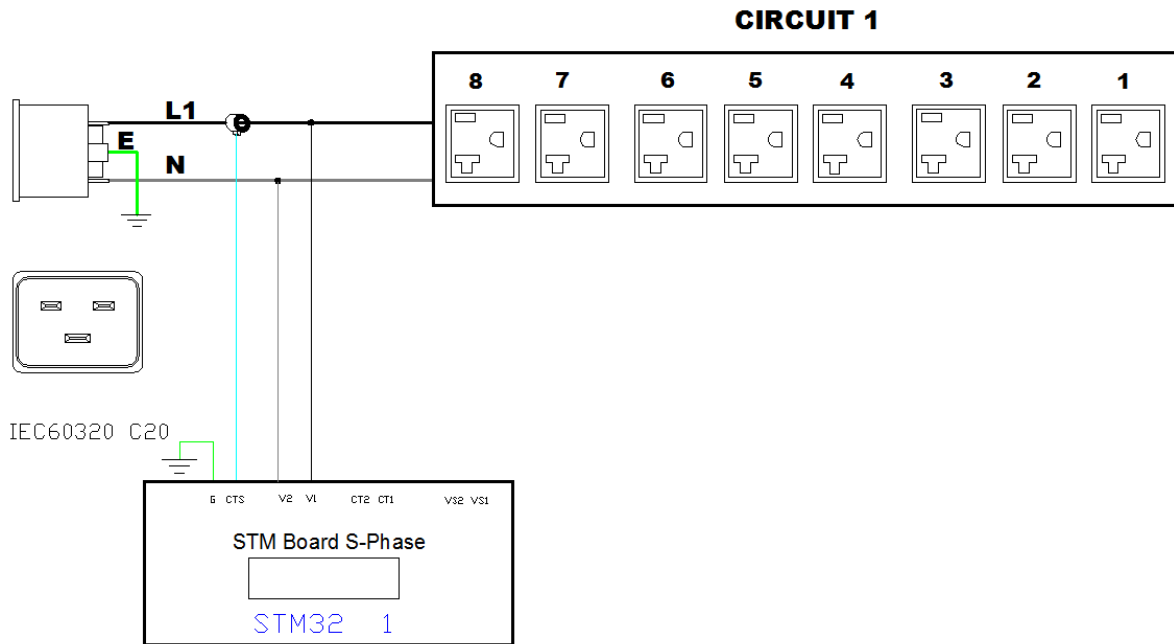 CIRCUIT 1
8 7 6 5 4 3 2 1
L1
E
N
IEC60320 C20
G CTS V2 V1 CT2 CT1 VS2 VS1
STM Board S-Phase
STM32 1